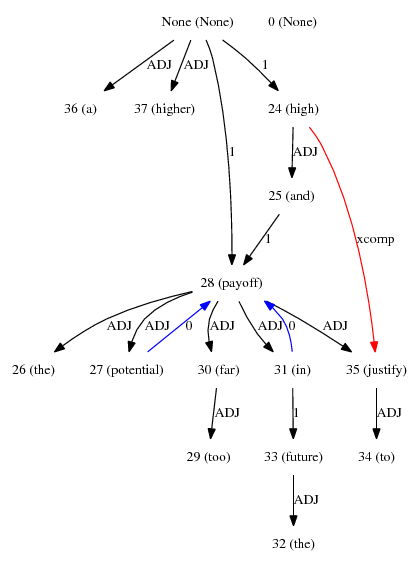 None (None) 0 (None)
ADJ ADJ 1
36 (a) 37 (higher) 24 (high)
1 ADJ
25 (and)
1 xcomp
28 (payoff)
ADJ ADJ 0 ADJ ADJ 0 ADJ
26 (the) 27 (potential) 30 (far) 31 (in) 35 (justify)
ADJ 1 ADJ
29 (too) 33 (future) 34 (to)
ADJ
32 (the)